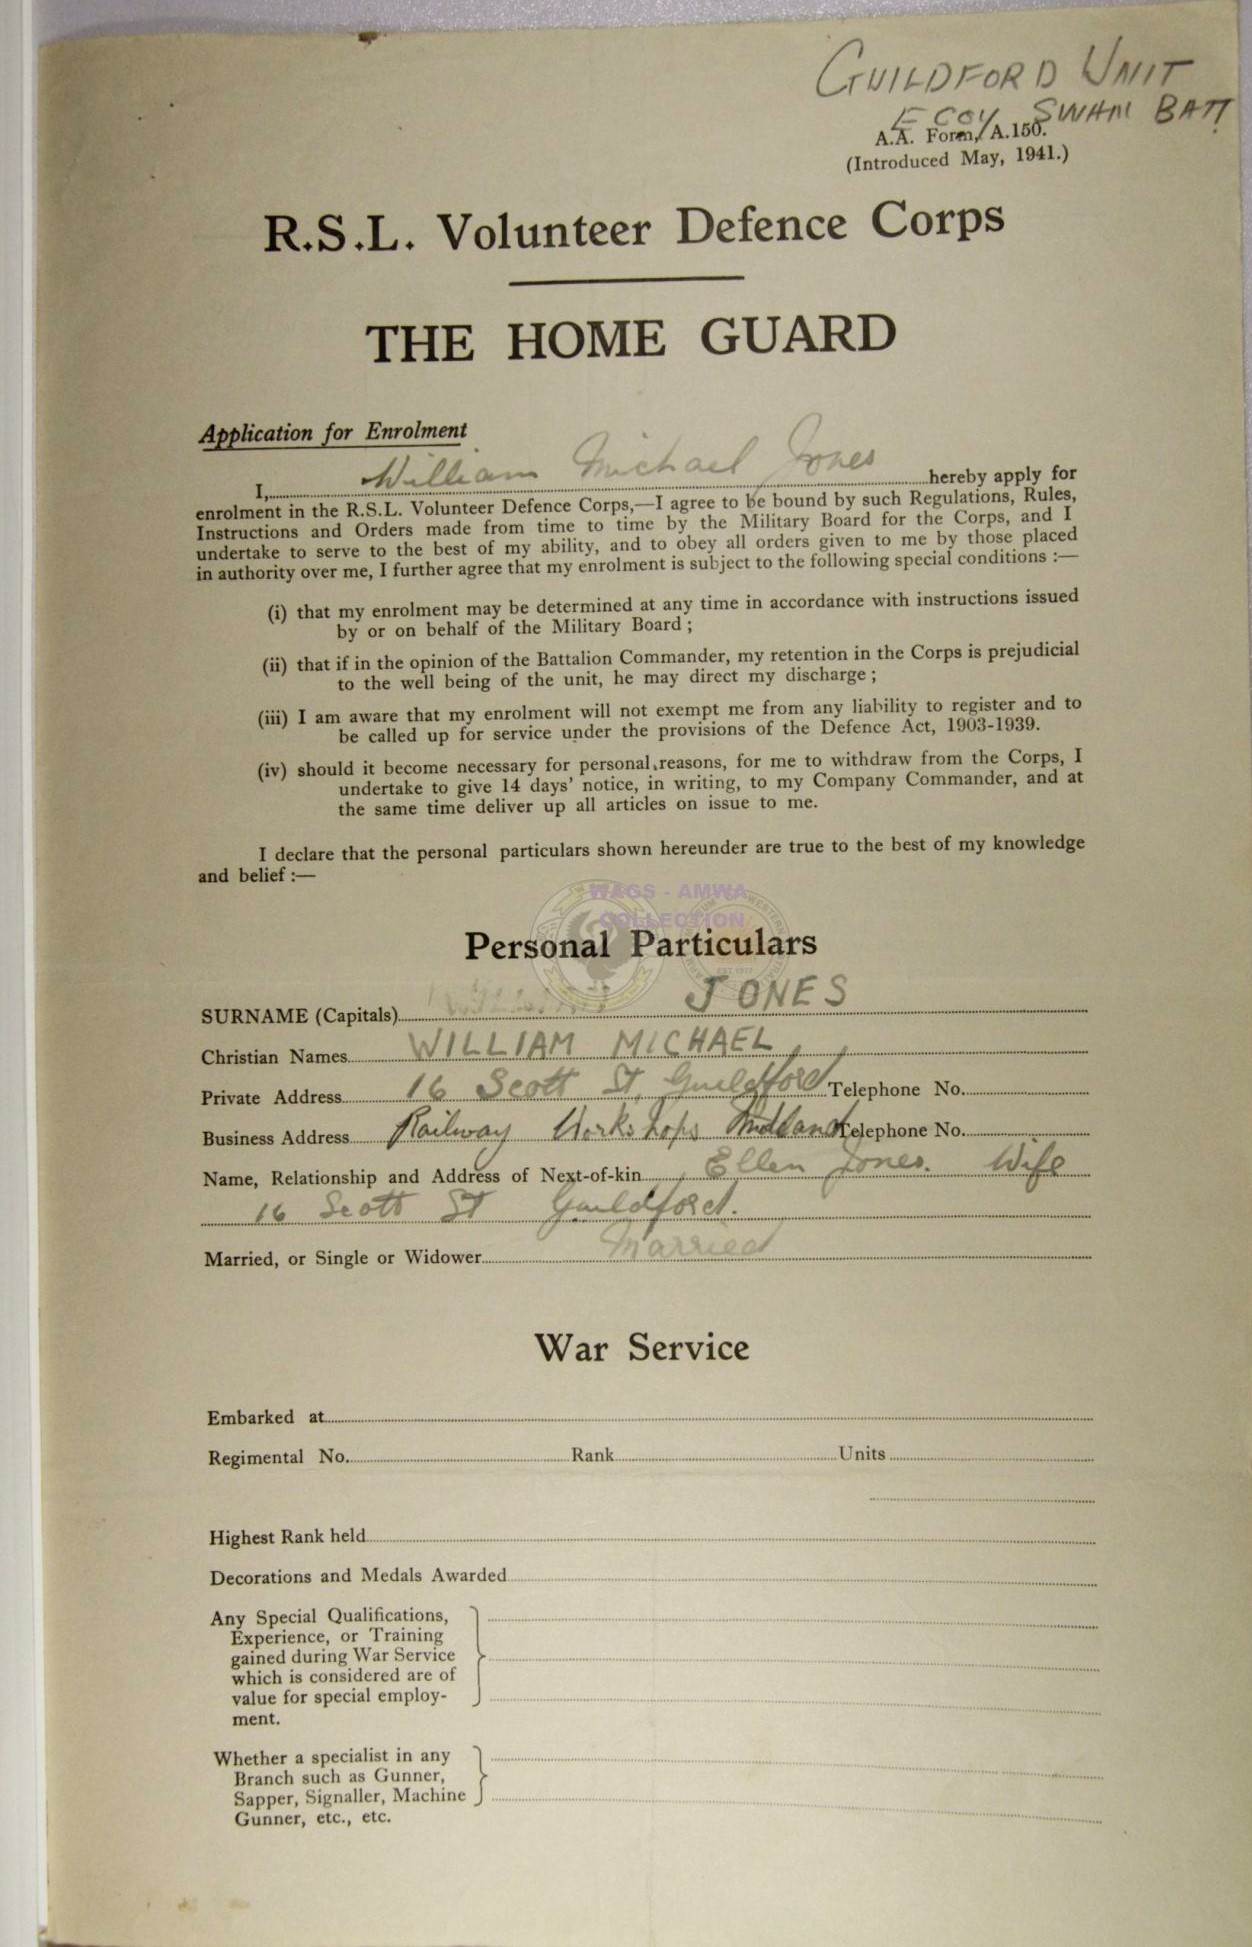 GUILDFORD UNIT
E COY SWAN BATT
A.A. Form, A.150.
(Introduced May, 1941.)
R.S.L. Volunteer Defence Corps
THE HOME GUARD
Application for Enrolment
I, William Michael Jones hereby apply for
enrolment in the R.S.L. Volunteer Defence Corps,—I agree to be bound by such Regulations, Rules,
Instructions and Orders made from time to time by the Military Board for the Corps, and I
undertake to serve to the best of my ability, and to obey all orders given to me by those placed
in authority over me, I further agree that my enrolment is subject to the following special conditions :—
(i) that my enrolment may be determined at any time in accordance with instructions issued
by or on behalf of the Military Board ;
(ii) that if in the opinion of the Battalion Commander, my retention in the Corps is prejudicial
to the well being of the unit, he may direct my discharge ;
(iii) I am aware that my enrolment will not exempt me from any liability to register and to
be called up for service under the provisions of the Defence Act, 1903-1939.
(iv) should it become necessary for personal reasons, for me to withdraw from the Corps, I
undertake to give 14 days' notice, in writing, to my Company Commander, and at
the same time deliver up all articles on issue to me.
I declare that the personal particulars shown hereunder are true to the best of my knowledge
and belief :—
WAGS - AMWA
COLLECTION
Personal Particulars
SURNAME (Capitals) JONES
Christian Names WILLIAM MICHAEL
Private Address 16 Scott St, Guildford Telephone No.
Business Address Railway Workshops Midland Telephone No.
Name, Relationship and Address of Next-of-kin Ellen Jones. Wife
16 Scott St Guildford.
Married, or Single or Widower Married
War Service
Embarked at
Regimental No. Rank Units
Highest Rank held
Decorations and Medals Awarded
Any Special Qualifications,
Experience, or Training
gained during War Service
which is considered are of
value for special employ-
ment.
Whether a specialist in any
Branch such as Gunner,
Sapper, Signaller, Machine
Gunner, etc., etc.